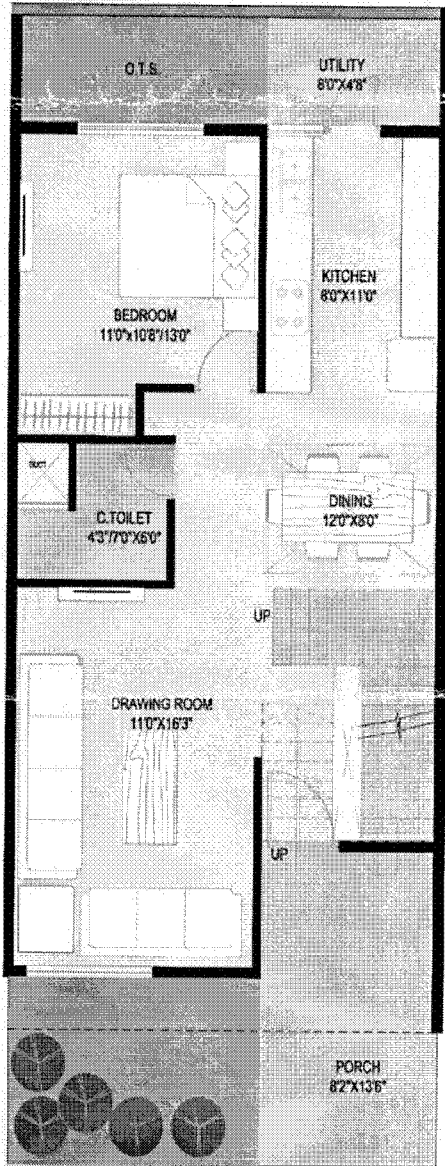 O.T.S.
UTILITY
8'0"X4'8"
KITCHEN
8'0"X11'0"
BEDROOM
11'0"x10'8"/13'0"
DUCT
C.TOILET
4'3"/7'0"X6'0"
DINING
12'0"X8'0"
UP
DRAWING ROOM
11'0"X16'3"
UP
PORCH
8'2"X13'6"